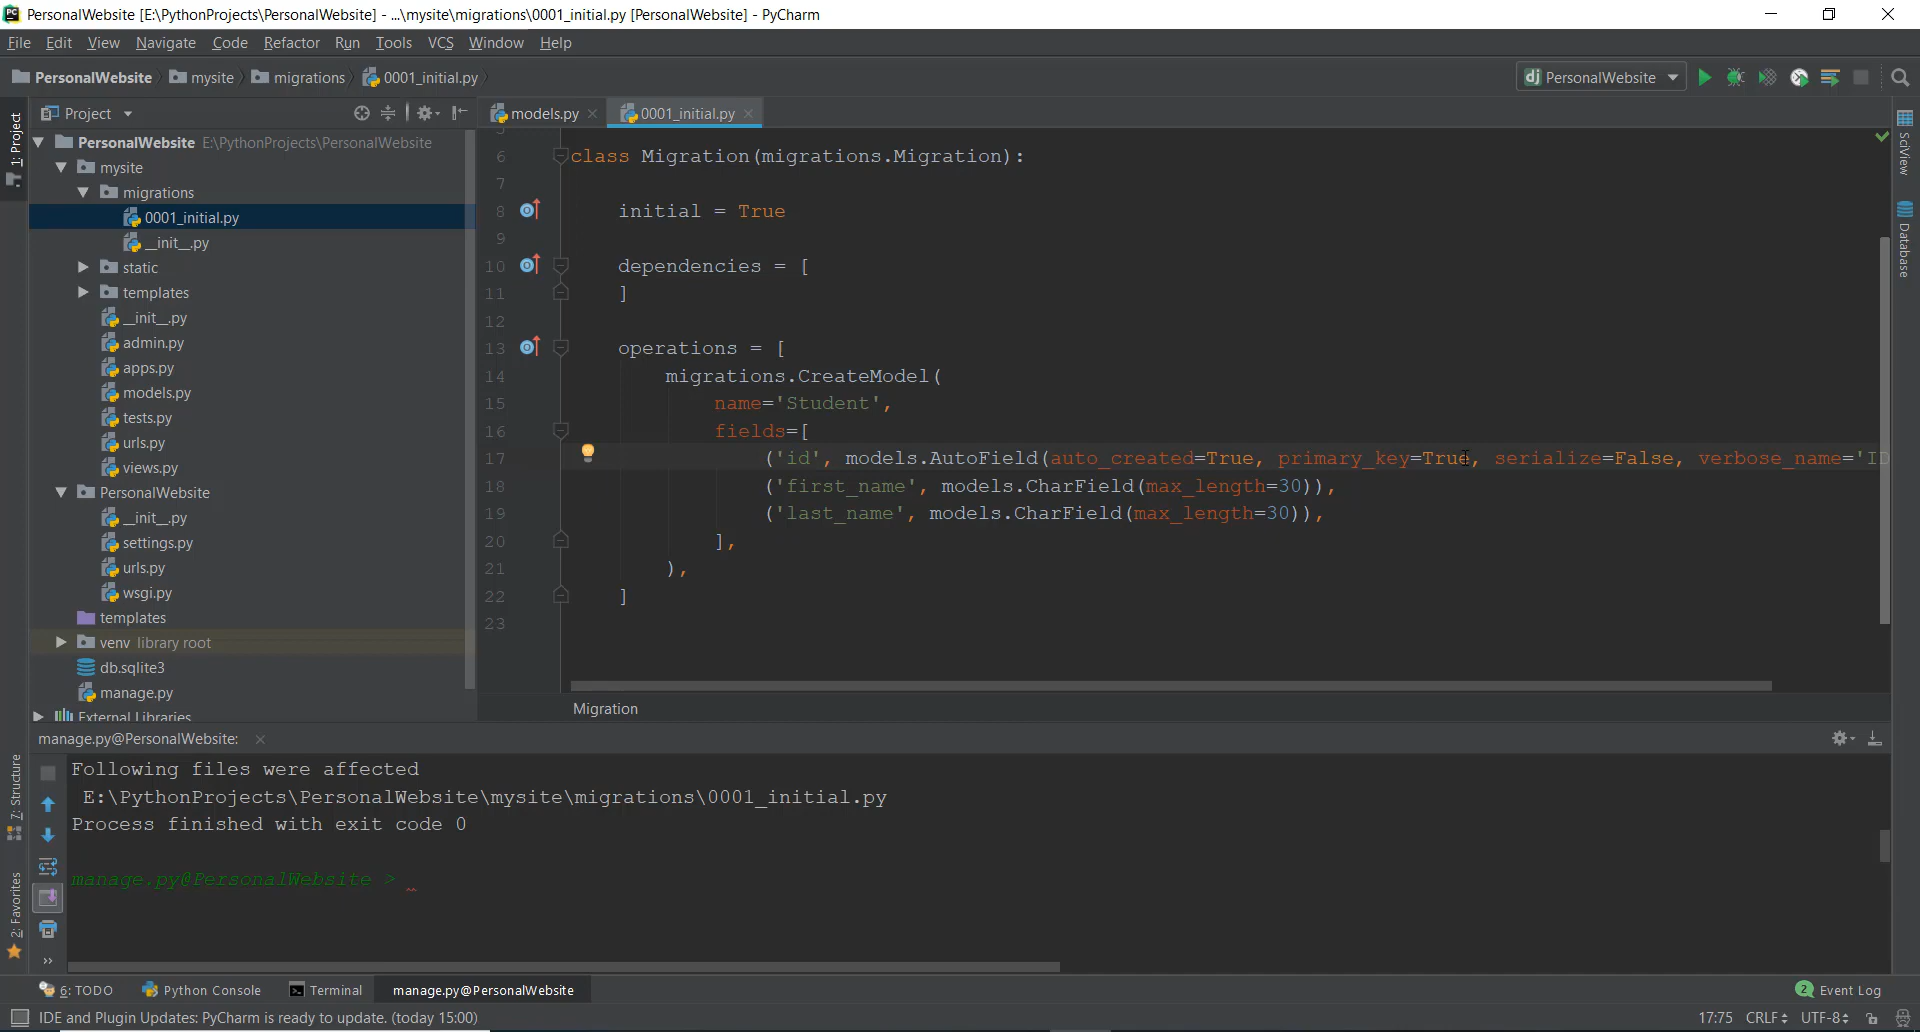 PersonalWebsite [E:\PythonProjects\PersonalWebsite] - ...\mysite\migrations\0001_initial.py [PersonalWebsite] - PyCharm
File Edit View Navigate Code Refactor Run Tools VCS Window Help
PersonalWebsite mysite migrations 0001_initial.py
dj PersonalWebsite
1: Project
Project
PersonalWebsite E:\PythonProjects\PersonalWebsite
mysite
migrations
0001_initial.py
__init__.py
static
templates
__init__.py
admin.py
apps.py
models.py
tests.py
urls.py
views.py
PersonalWebsite
__init__.py
settings.py
urls.py
wsgi.py
templates
venv library root
db.sqlite3
manage.py
External Libraries
models.py 0001_initial.py
6 class Migration(migrations.Migration):
7
8 initial = True
9
10 dependencies = [
11 ]
12
13 operations = [
14 migrations.CreateModel(
15 name='Student',
16 fields=[
17 ('id', models.AutoField(auto_created=True, primary_key=True, serialize=False, verbose_name='ID
18 ('first_name', models.CharField(max_length=30)),
19 ('last_name', models.CharField(max_length=30)),
20 ],
21 ),
22 ]
23
Migration
SciView
Database
manage.py@PersonalWebsite:
7: Structure
2: Favorites
Following files were affected
E:\PythonProjects\PersonalWebsite\mysite\migrations\0001_initial.py
Process finished with exit code 0
manage.py@PersonalWebsite >
6: TODO Python Console Terminal manage.py@PersonalWebsite 2 Event Log
IDE and Plugin Updates: PyCharm is ready to update. (today 15:00) 17:75 CRLF UTF-8